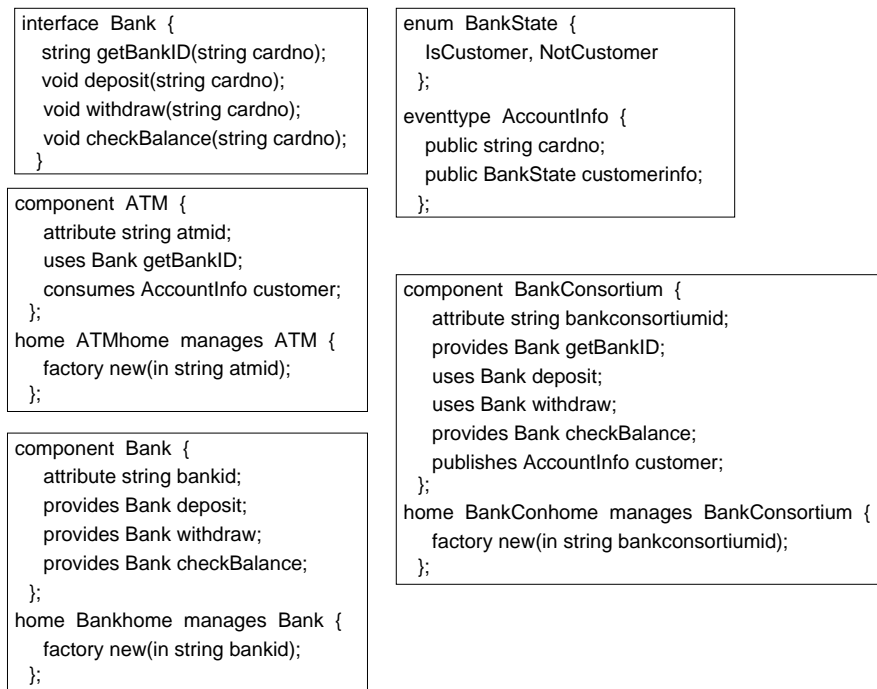 interface Bank {
string getBankID(string cardno);
void deposit(string cardno);
void withdraw(string cardno);
void checkBalance(string cardno);
}
enum BankState {
IsCustomer, NotCustomer
};
eventtype AccountInfo {
public string cardno;
public BankState customerinfo;
};
component ATM {
attribute string atmid;
uses Bank getBankID;
consumes AccountInfo customer;
};
home ATMhome manages ATM {
factory new(in string atmid);
};
component BankConsortium {
attribute string bankconsortiumid;
provides Bank getBankID;
uses Bank deposit;
uses Bank withdraw;
provides Bank checkBalance;
publishes AccountInfo customer;
};
home BankConhome manages BankConsortium {
factory new(in string bankconsortiumid);
};
component Bank {
attribute string bankid;
provides Bank deposit;
provides Bank withdraw;
provides Bank checkBalance;
};
home Bankhome manages Bank {
factory new(in string bankid);
};